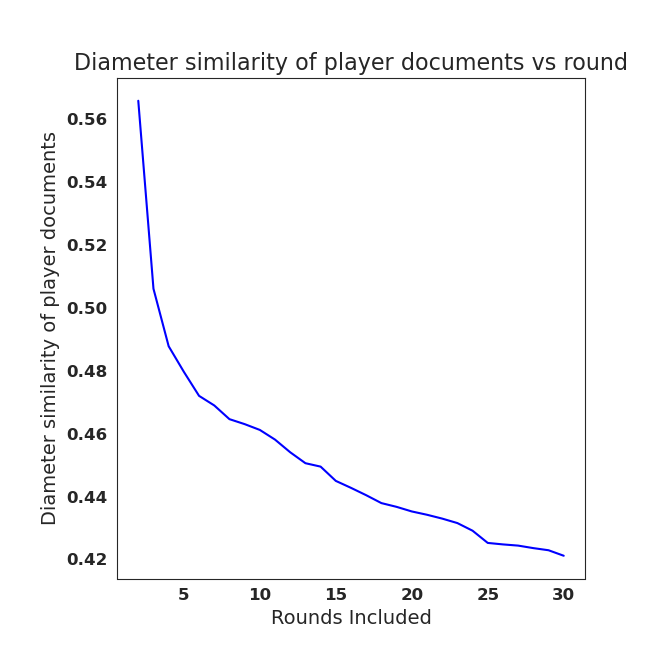 Diameter similarity of player documents vs round
Diameter similarity of player documents
0.56
0.54
0.52
0.50
0.48
0.46
0.44
0.42
5 10 15 20 25 30
Rounds Included